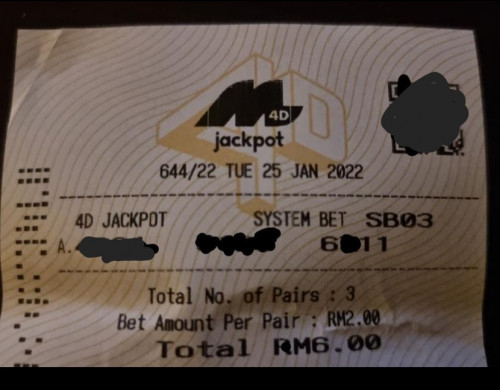 M 4D
jackpot
644/22 TUE 25 JAN 2022
4D JACKPOT SYSTEM BET SB03
A.
Total No. of Pairs : 3
Bet Amount Per Pair : RM2.00
Total RM6.00